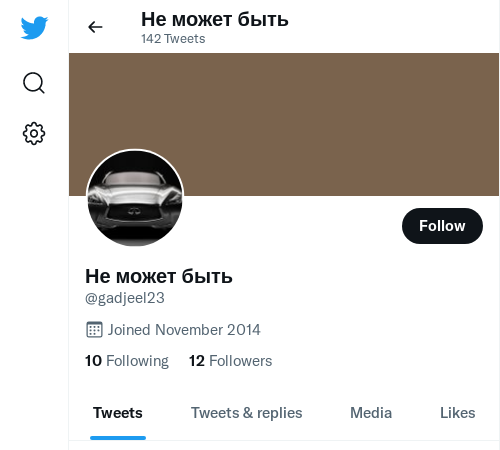 Не может быть
142 Tweets
Follow
Не может быть
@gadjeel23
Joined November 2014
10 Following 12 Followers
Tweets Tweets & replies Media Likes